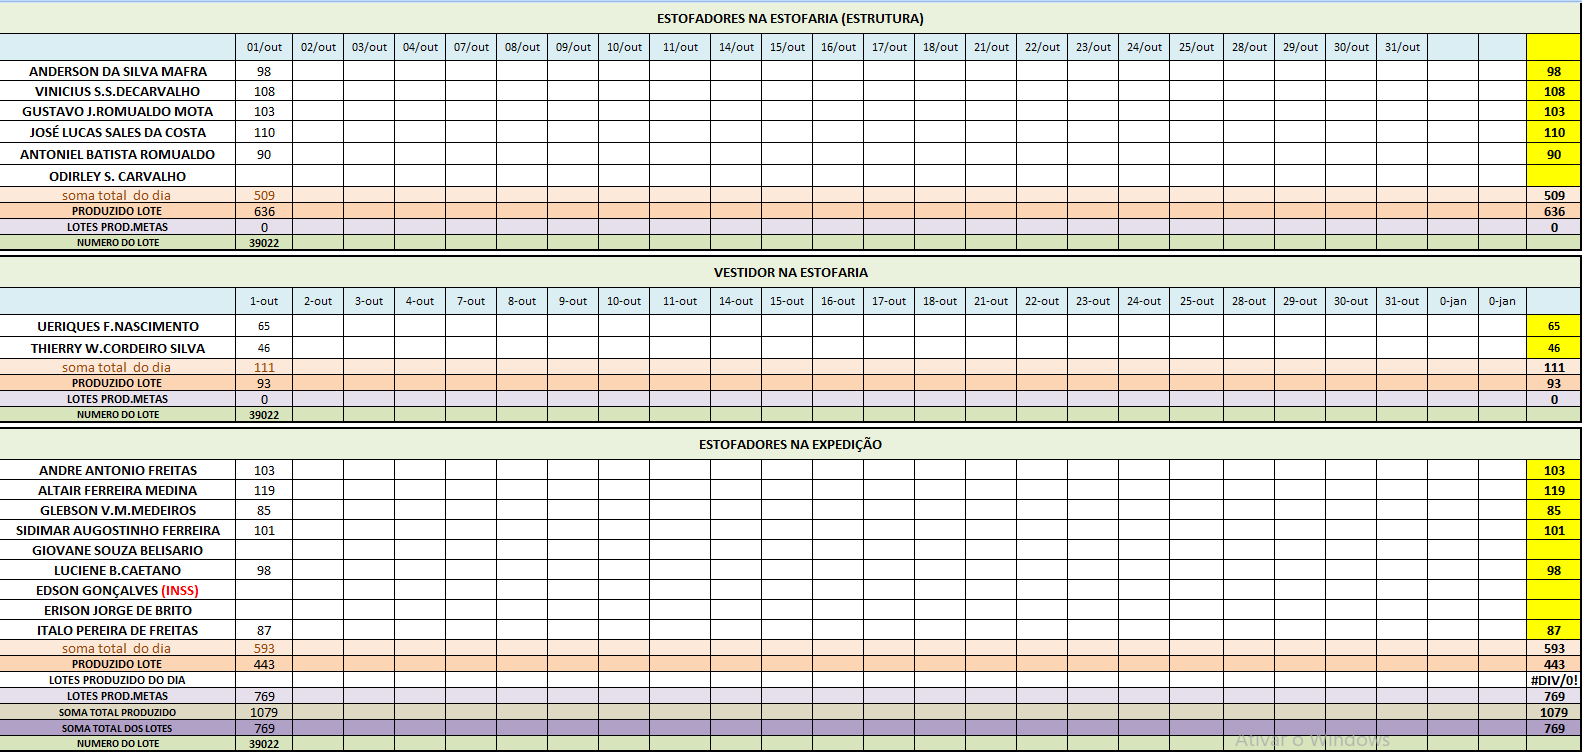 ESTOFADORES NA ESTOFARIA (ESTRUTURA)
01/out 02/out 03/out 04/out 07/out 08/out 09/out 10/out 11/out 14/out 15/out 16/out 17/out 18/out 21/out 22/out 23/out 24/out 25/out 28/out 29/out 30/out 31/out
ANDERSON DA SILVA MAFRA 98 98
VINICIUS S.S.DECARVALHO 108 108
GUSTAVO J.ROMUALDO MOTA 103 103
JOSÉ LUCAS SALES DA COSTA 110 110
ANTONIEL BATISTA ROMUALDO 90 90
ODIRLEY S. CARVALHO
soma total do dia 509 509
PRODUZIDO LOTE 636 636
LOTES PROD.METAS 0 0
NUMERO DO LOTE 39022
VESTIDOR NA ESTOFARIA
1-out 2-out 3-out 4-out 7-out 8-out 9-out 10-out 11-out 14-out 15-out 16-out 17-out 18-out 21-out 22-out 23-out 24-out 25-out 28-out 29-out 30-out 31-out 0-jan 0-jan
UERIQUES F.NASCIMENTO 65 65
THIERRY W.CORDEIRO SILVA 46 46
soma total do dia 111 111
PRODUZIDO LOTE 93 93
LOTES PROD.METAS 0 0
NUMERO DO LOTE 39022
ESTOFADORES NA EXPEDIÇÃO
ANDRE ANTONIO FREITAS 103 103
ALTAIR FERREIRA MEDINA 119 119
GLEBSON V.M.MEDEIROS 85 85
SIDIMAR AUGOSTINHO FERREIRA 101 101
GIOVANE SOUZA BELISARIO
LUCIENE B.CAETANO 98 98
EDSON GONÇALVES (INSS)
ERISON JORGE DE BRITO
ITALO PEREIRA DE FREITAS 87 87
soma total do dia 593 593
PRODUZIDO LOTE 443 443
LOTES PRODUZIDO DO DIA #DIV/0!
LOTES PROD.METAS 769 769
SOMA TOTAL PRODUZIDO 1079 1079
SOMA TOTAL DOS LOTES 769 769
NUMERO DO LOTE 39022
Ativar o Windows